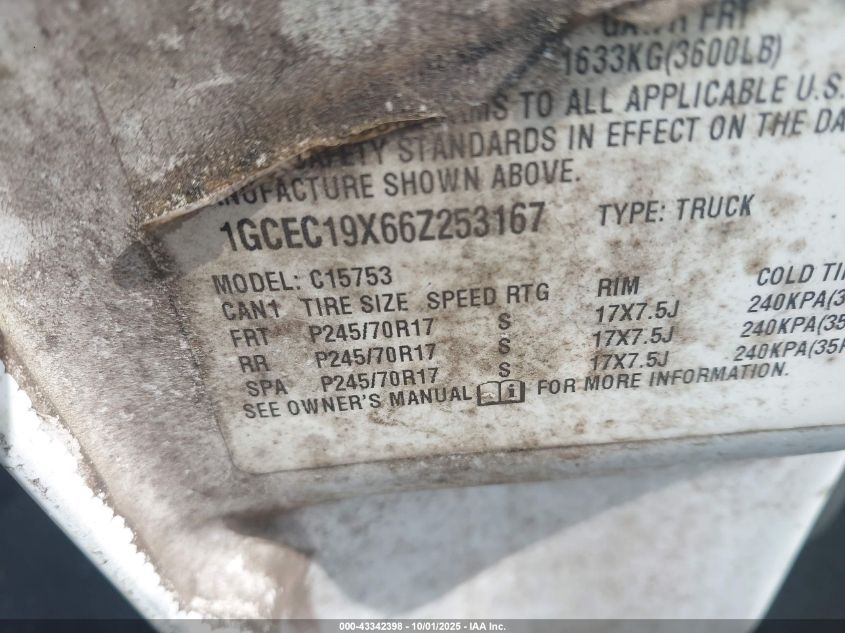 GAWR FRT
1633KG(3600LB)
TO ALL APPLICABLE U.S.
SAFETY STANDARDS IN EFFECT ON THE DA
NUFACTURE SHOWN ABOVE.
1GCEC19X66Z253167 TYPE: TRUCK
MODEL: C15753
CAN1 TIRE SIZE SPEED RTG RIM COLD TI
FRT P245/70R17 S 17X7.5J 240KPA(3
RR P245/70R17 S 17X7.5J 240KPA(35
SPA P245/70R17 S 17X7.5J 240KPA(35
SEE OWNER'S MANUAL FOR MORE INFORMATION.
000-43342398 - 10/01/2025 - IAA Inc.